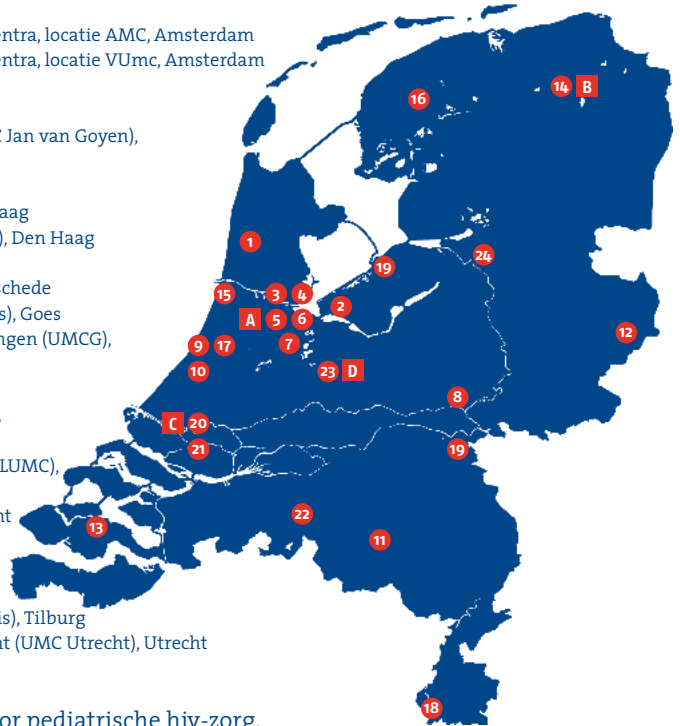 entra, locatie AMC, Amsterdam
entra, locatie VUmc, Amsterdam
Jan van Goyen),
aag
), Den Haag
schede
s), Goes
ngen (UMCG),
LUMC),
nt
is), Tilburg
nt (UMC Utrecht), Utrecht
or pediatrische hiv-zorg.
14 B
16
1
24
19
15 3 4
2
A 5 6
12
9 17 7
10
23 D
8
C 20
21
19
22
13
11
18